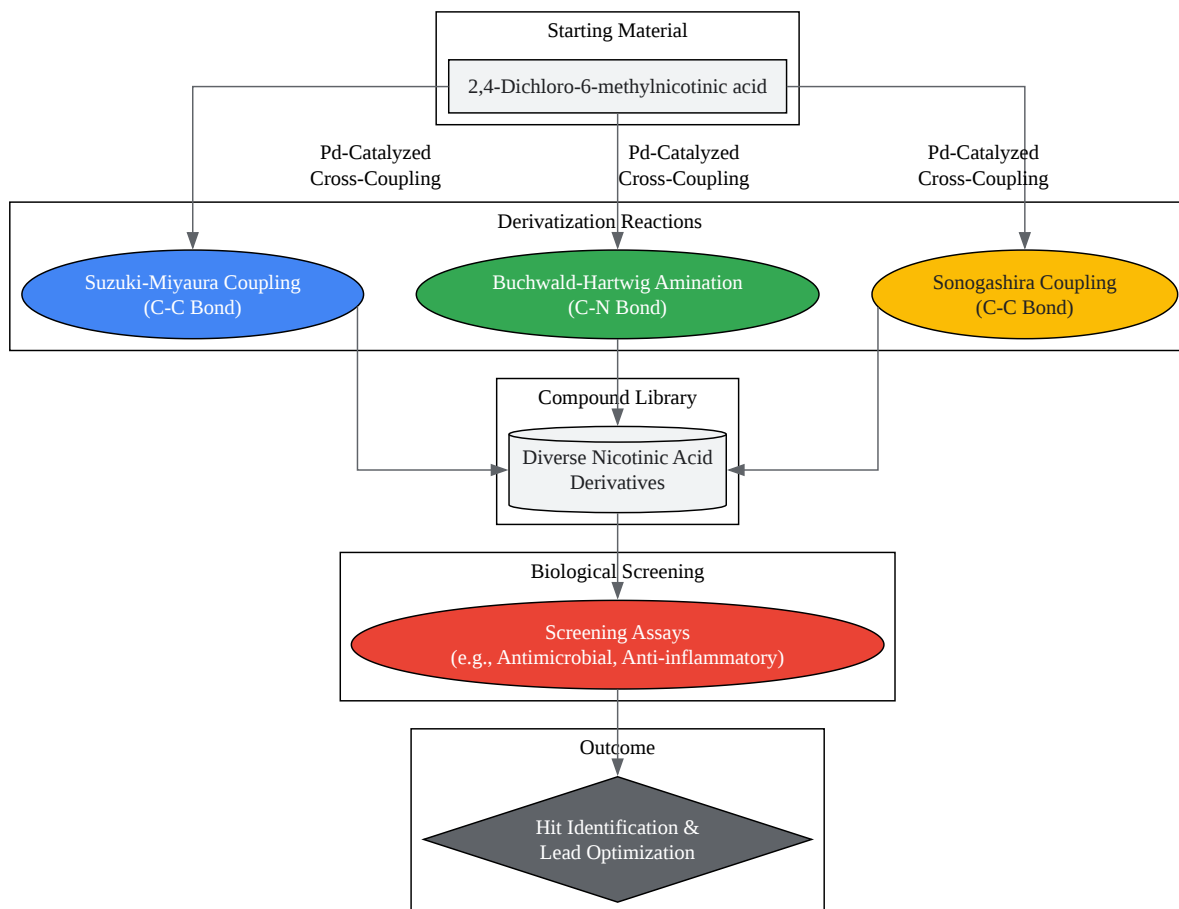 Starting Material
2,4-Dichloro-6-methylnicotinic acid
Pd-Catalyzed
Cross-Coupling
Pd-Catalyzed
Cross-Coupling
Pd-Catalyzed
Cross-Coupling
Derivatization Reactions
Suzuki-Miyaura Coupling
(C-C Bond)
Buchwald-Hartwig Amination
(C-N Bond)
Sonogashira Coupling
(C-C Bond)
Compound Library
Diverse Nicotinic Acid
Derivatives
Biological Screening
Screening Assays
(e.g., Antimicrobial, Anti-inflammatory)
Outcome
Hit Identification &
Lead Optimization